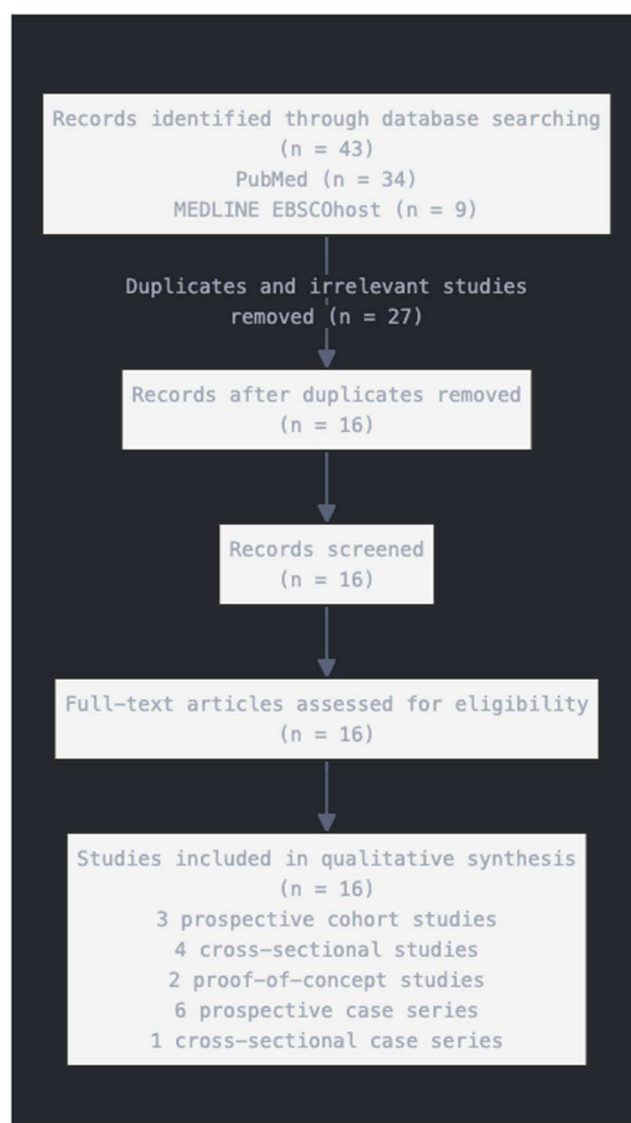 Records identified through database searching
(n = 43)
PubMed (n = 34)
MEDLINE EBSCOhost (n = 9)
Duplicates and irrelevant studies
removed (n = 27)
Records after duplicates removed
(n = 16)
Records screened
(n = 16)
Full-text articles assessed for eligibility
(n = 16)
Studies included in qualitative synthesis
(n = 16)
3 prospective cohort studies
4 cross-sectional studies
2 proof-of-concept studies
6 prospective case series
1 cross-sectional case series